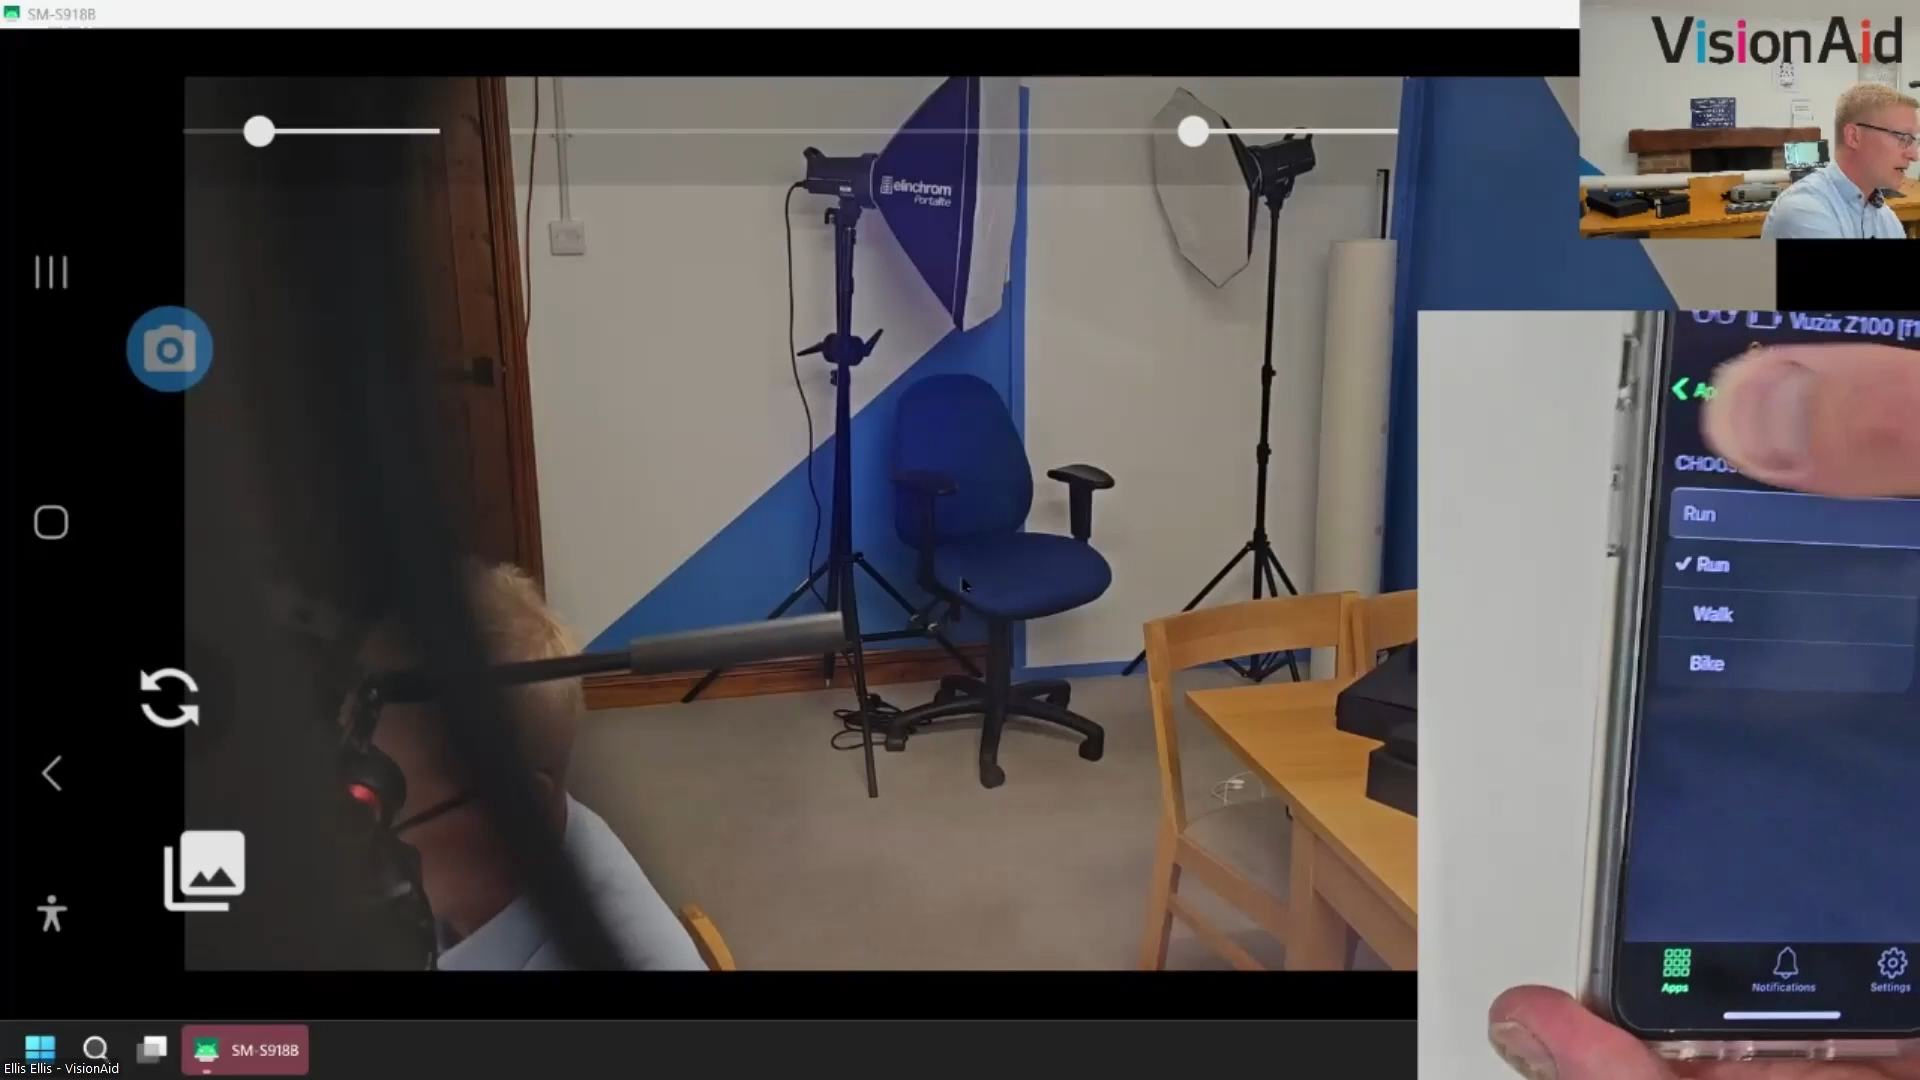 SM-S918B
VisionAid
elinchrom
Portalite
Vuzix Z100
Run
Run
Walk
Bike
Apps
Notifications
Settings
SM-S918B
Ellis Ellis - VisionAid